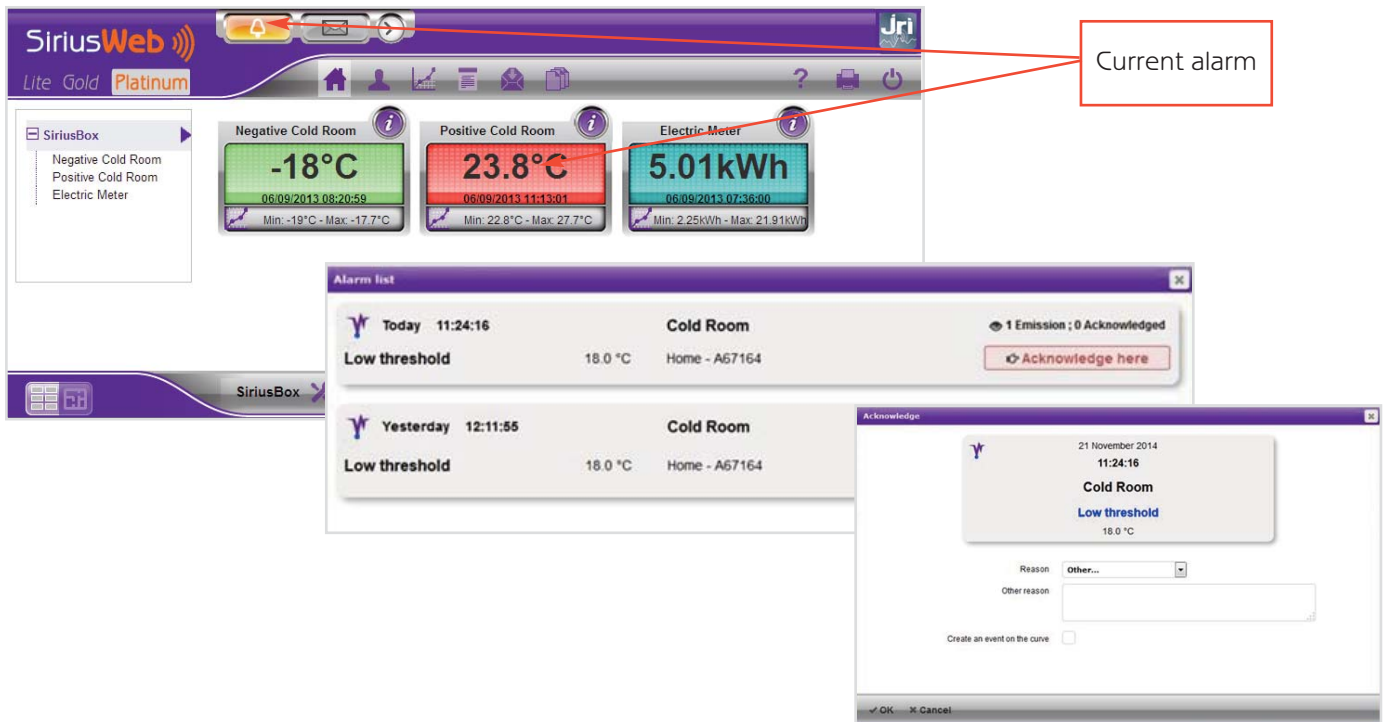 SiriusWeb
Jri
Lite Gold Platinum
?
Current alarm
SiriusBox
Negative Cold Room
Positive Cold Room
Electric Meter
Negative Cold Room
i
-18°C
06/09/2013 08:20:59
Min: -19°C - Max: -17.7°C
Positive Cold Room
i
23.8°C
06/09/2013 11:13:01
Min: 22.8°C - Max: 27.7°C
Electric Meter
i
5.01kWh
06/09/2013 07:36:00
Min: 2.25kWh - Max: 21.91kWh
SiriusBox
Alarm list
Today 11:24:16 Cold Room 1 Emission ; 0 Acknowledged
Low threshold 18.0 °C Home - A67164 Acknowledge here
Yesterday 12:11:55 Cold Room
Low threshold 18.0 °C Home - A67164
Acknowledge
21 November 2014
11:24:16
Cold Room
Low threshold
18.0 °C
Reason Other...
Other reason
Create an event on the curve
OK Cancel